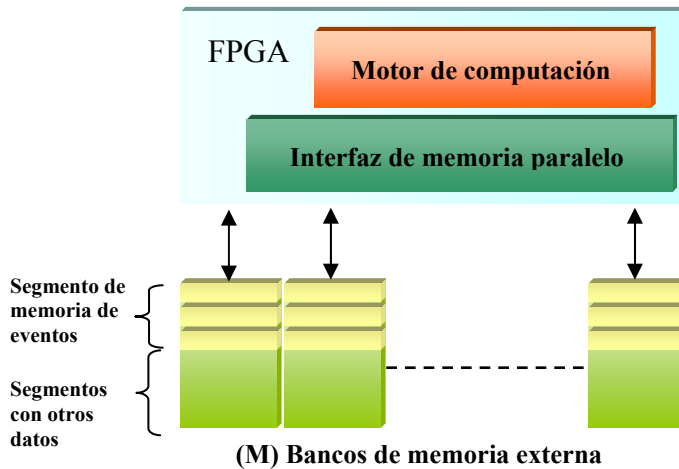 FPGA
Motor de computación
Interfaz de memoria paralelo
Segmento de
memoria de
eventos
Segmentos
con otros
datos
(M) Bancos de memoria externa